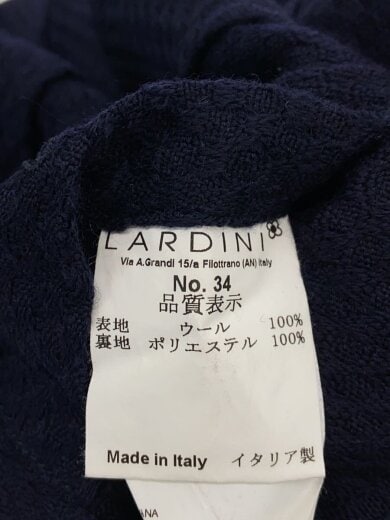 LARDINI
Via A.Grandi 15/a Filottrano (AN) Italy
No. 34
品質表示
表地 ウール 100%
裏地 ポリエステル 100%
Made in Italy イタリア製
ANA